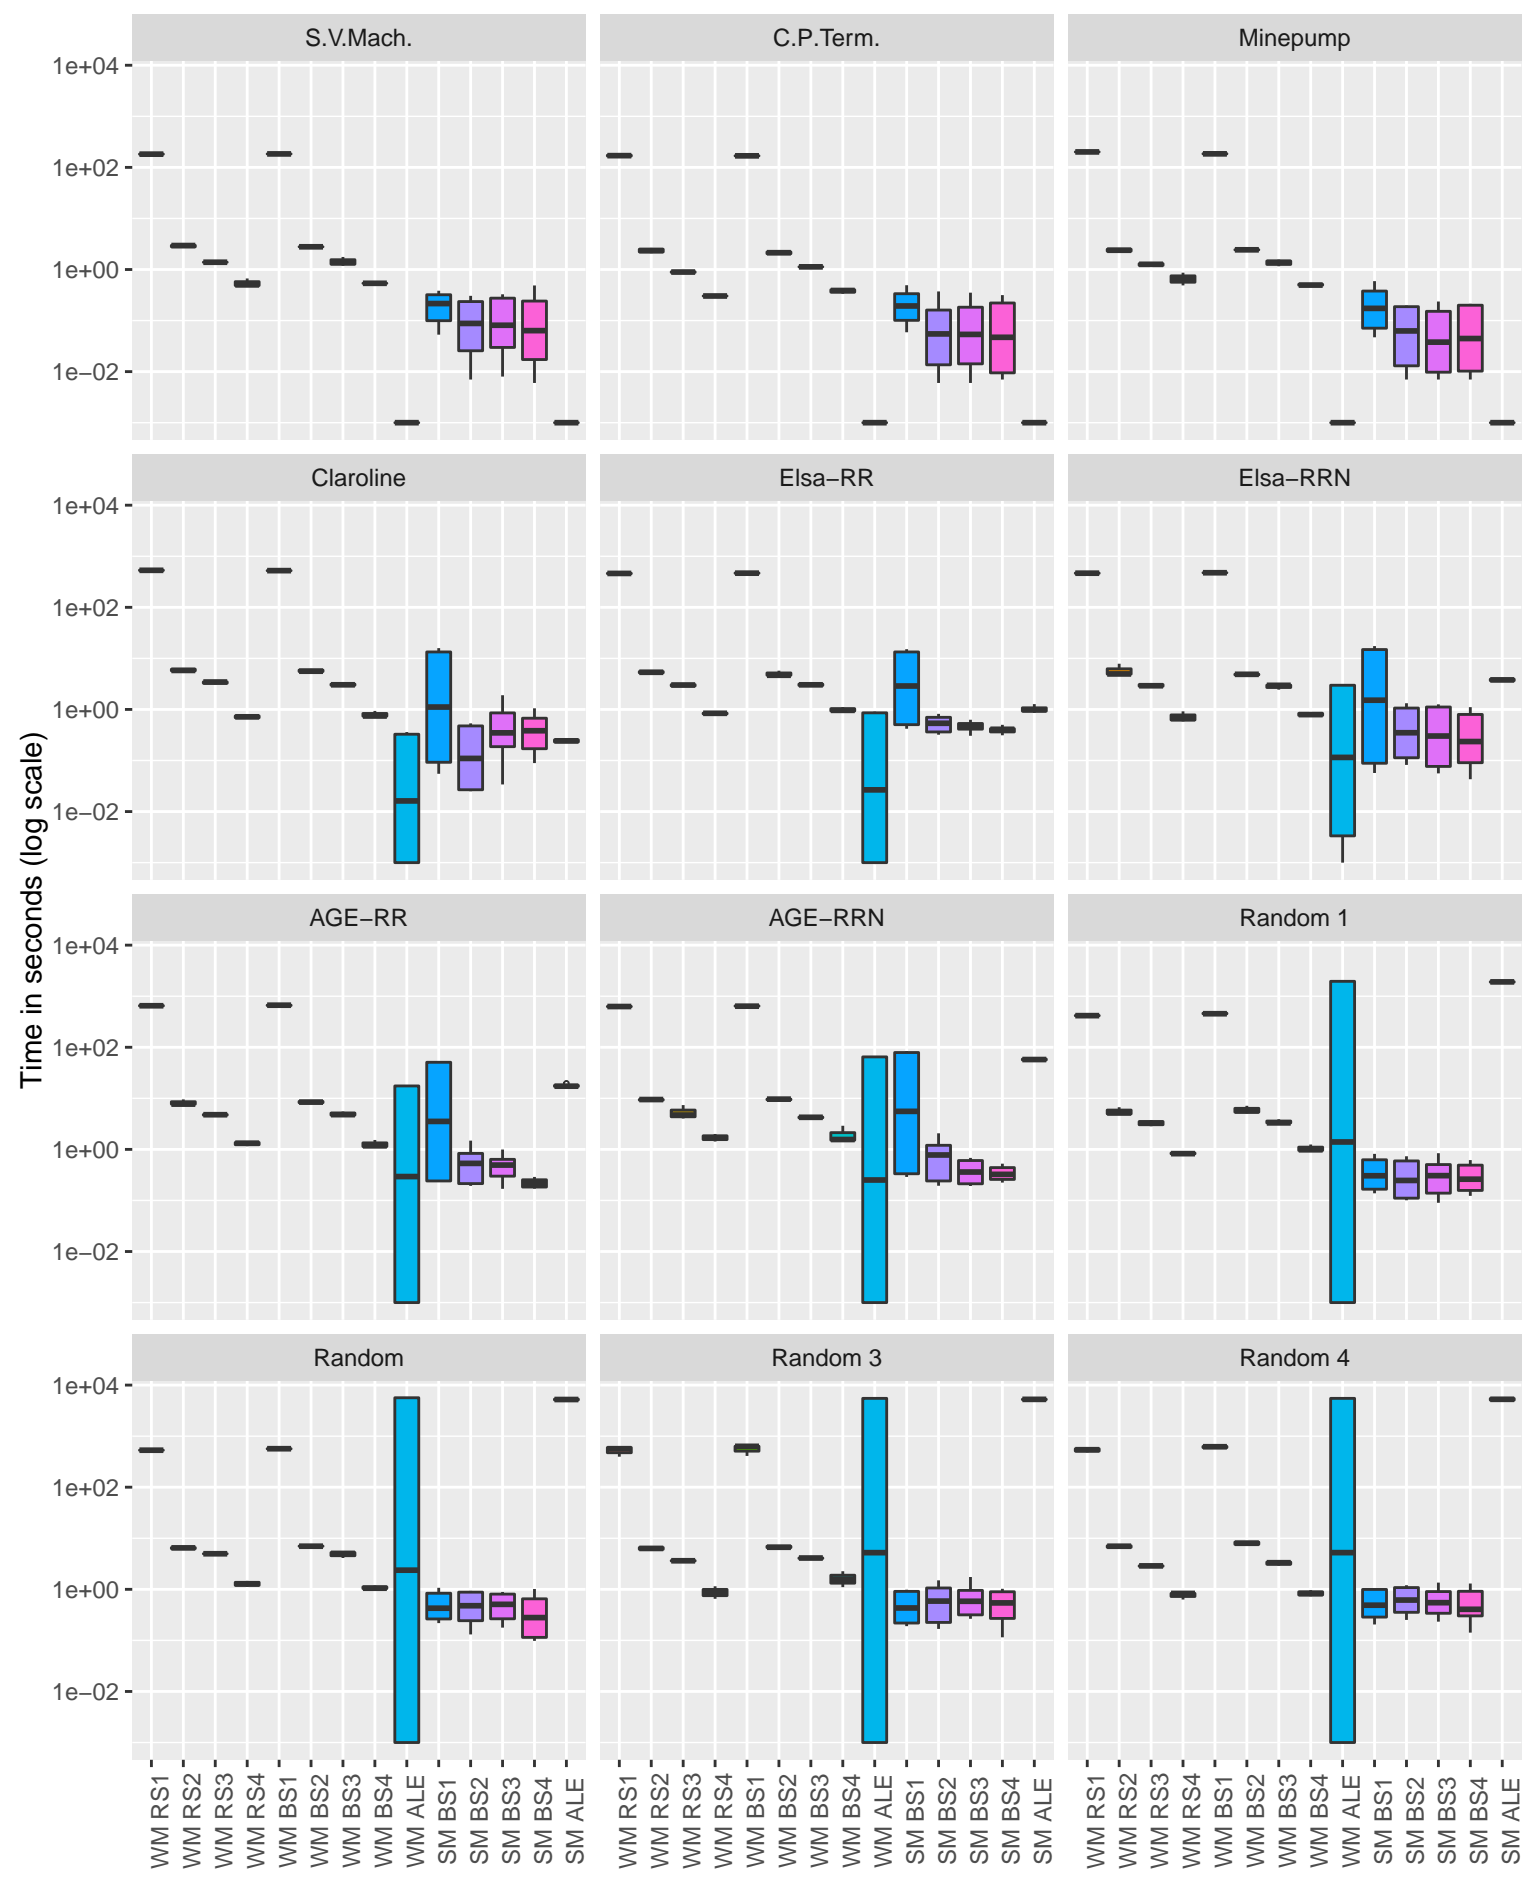 S.V.Mach. C.P.Term. Minepump
1e+04
1e+02
1e+00
1e−02
Claroline Elsa−RR Elsa−RRN
1e+04
1e+02
1e+00
1e−02
Time in seconds (log scale)
AGE−RR AGE−RRN Random 1
1e+04
1e+02
1e+00
1e−02
Random Random 3 Random 4
1e+04
1e+02
1e+00
1e−02
WM RS1 WM RS2 WM RS3 WM RS4 WM BS1 WM BS2 WM BS3 WM BS4 WM ALE SM BS1 SM BS2 SM BS3 SM BS4 SM ALE
WM RS1 WM RS2 WM RS3 WM RS4 WM BS1 WM BS2 WM BS3 WM BS4 WM ALE SM BS1 SM BS2 SM BS3 SM BS4 SM ALE
WM RS1 WM RS2 WM RS3 WM RS4 WM BS1 WM BS2 WM BS3 WM BS4 WM ALE SM BS1 SM BS2 SM BS3 SM BS4 SM ALE